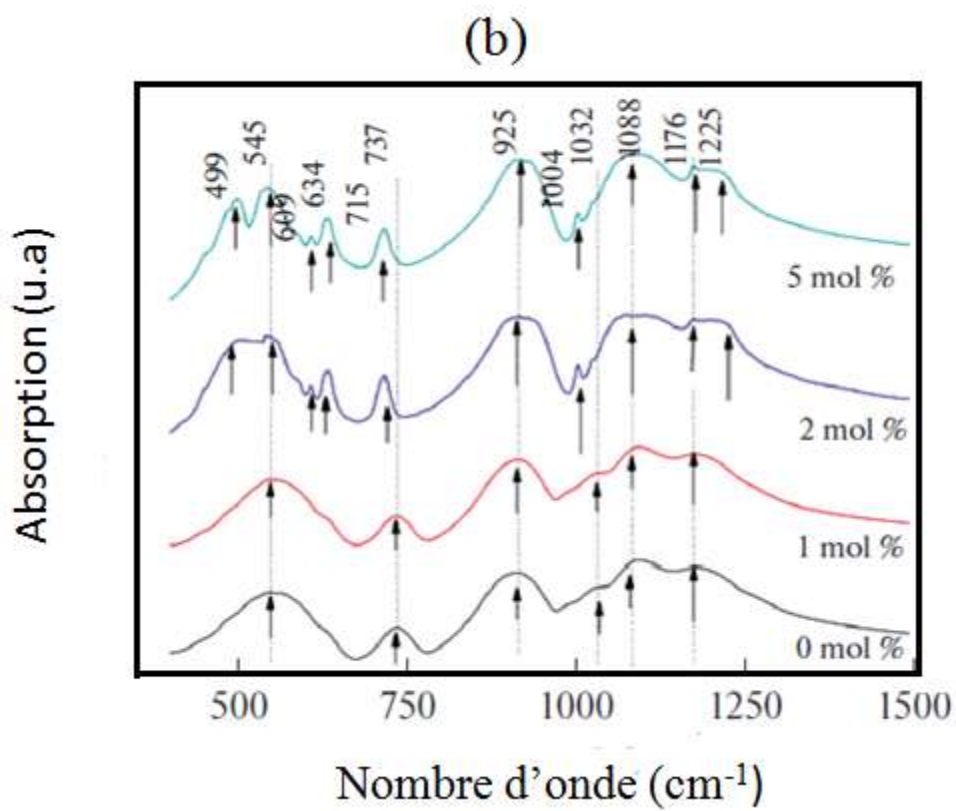 (b)
499
545
609
634
715
737
925
1004
1032
1088
1176
1225
5 mol %
2 mol %
1 mol %
0 mol %
500
750
1000
1250
1500
Absorption (u.a)
Nombre d’onde (cm-1)